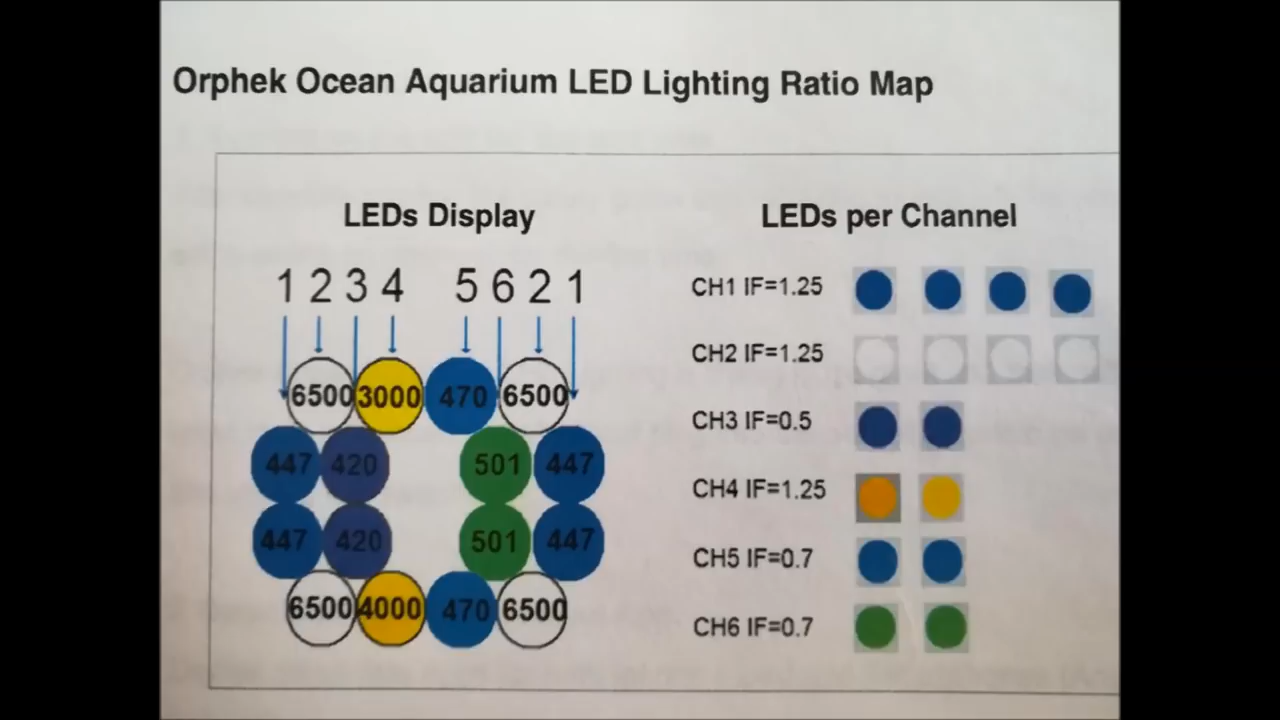 Orphek Ocean Aquarium LED Lighting Ratio Map
LEDs Display
1 2 3 4 5 6 2 1
6500 3000 470 6500
447 420 501 447
447 420 501 447
6500 4000 470 6500
LEDs per Channel
CH1 IF=1.25
CH2 IF=1.25
CH3 IF=0.5
CH4 IF=1.25
CH5 IF=0.7
CH6 IF=0.7